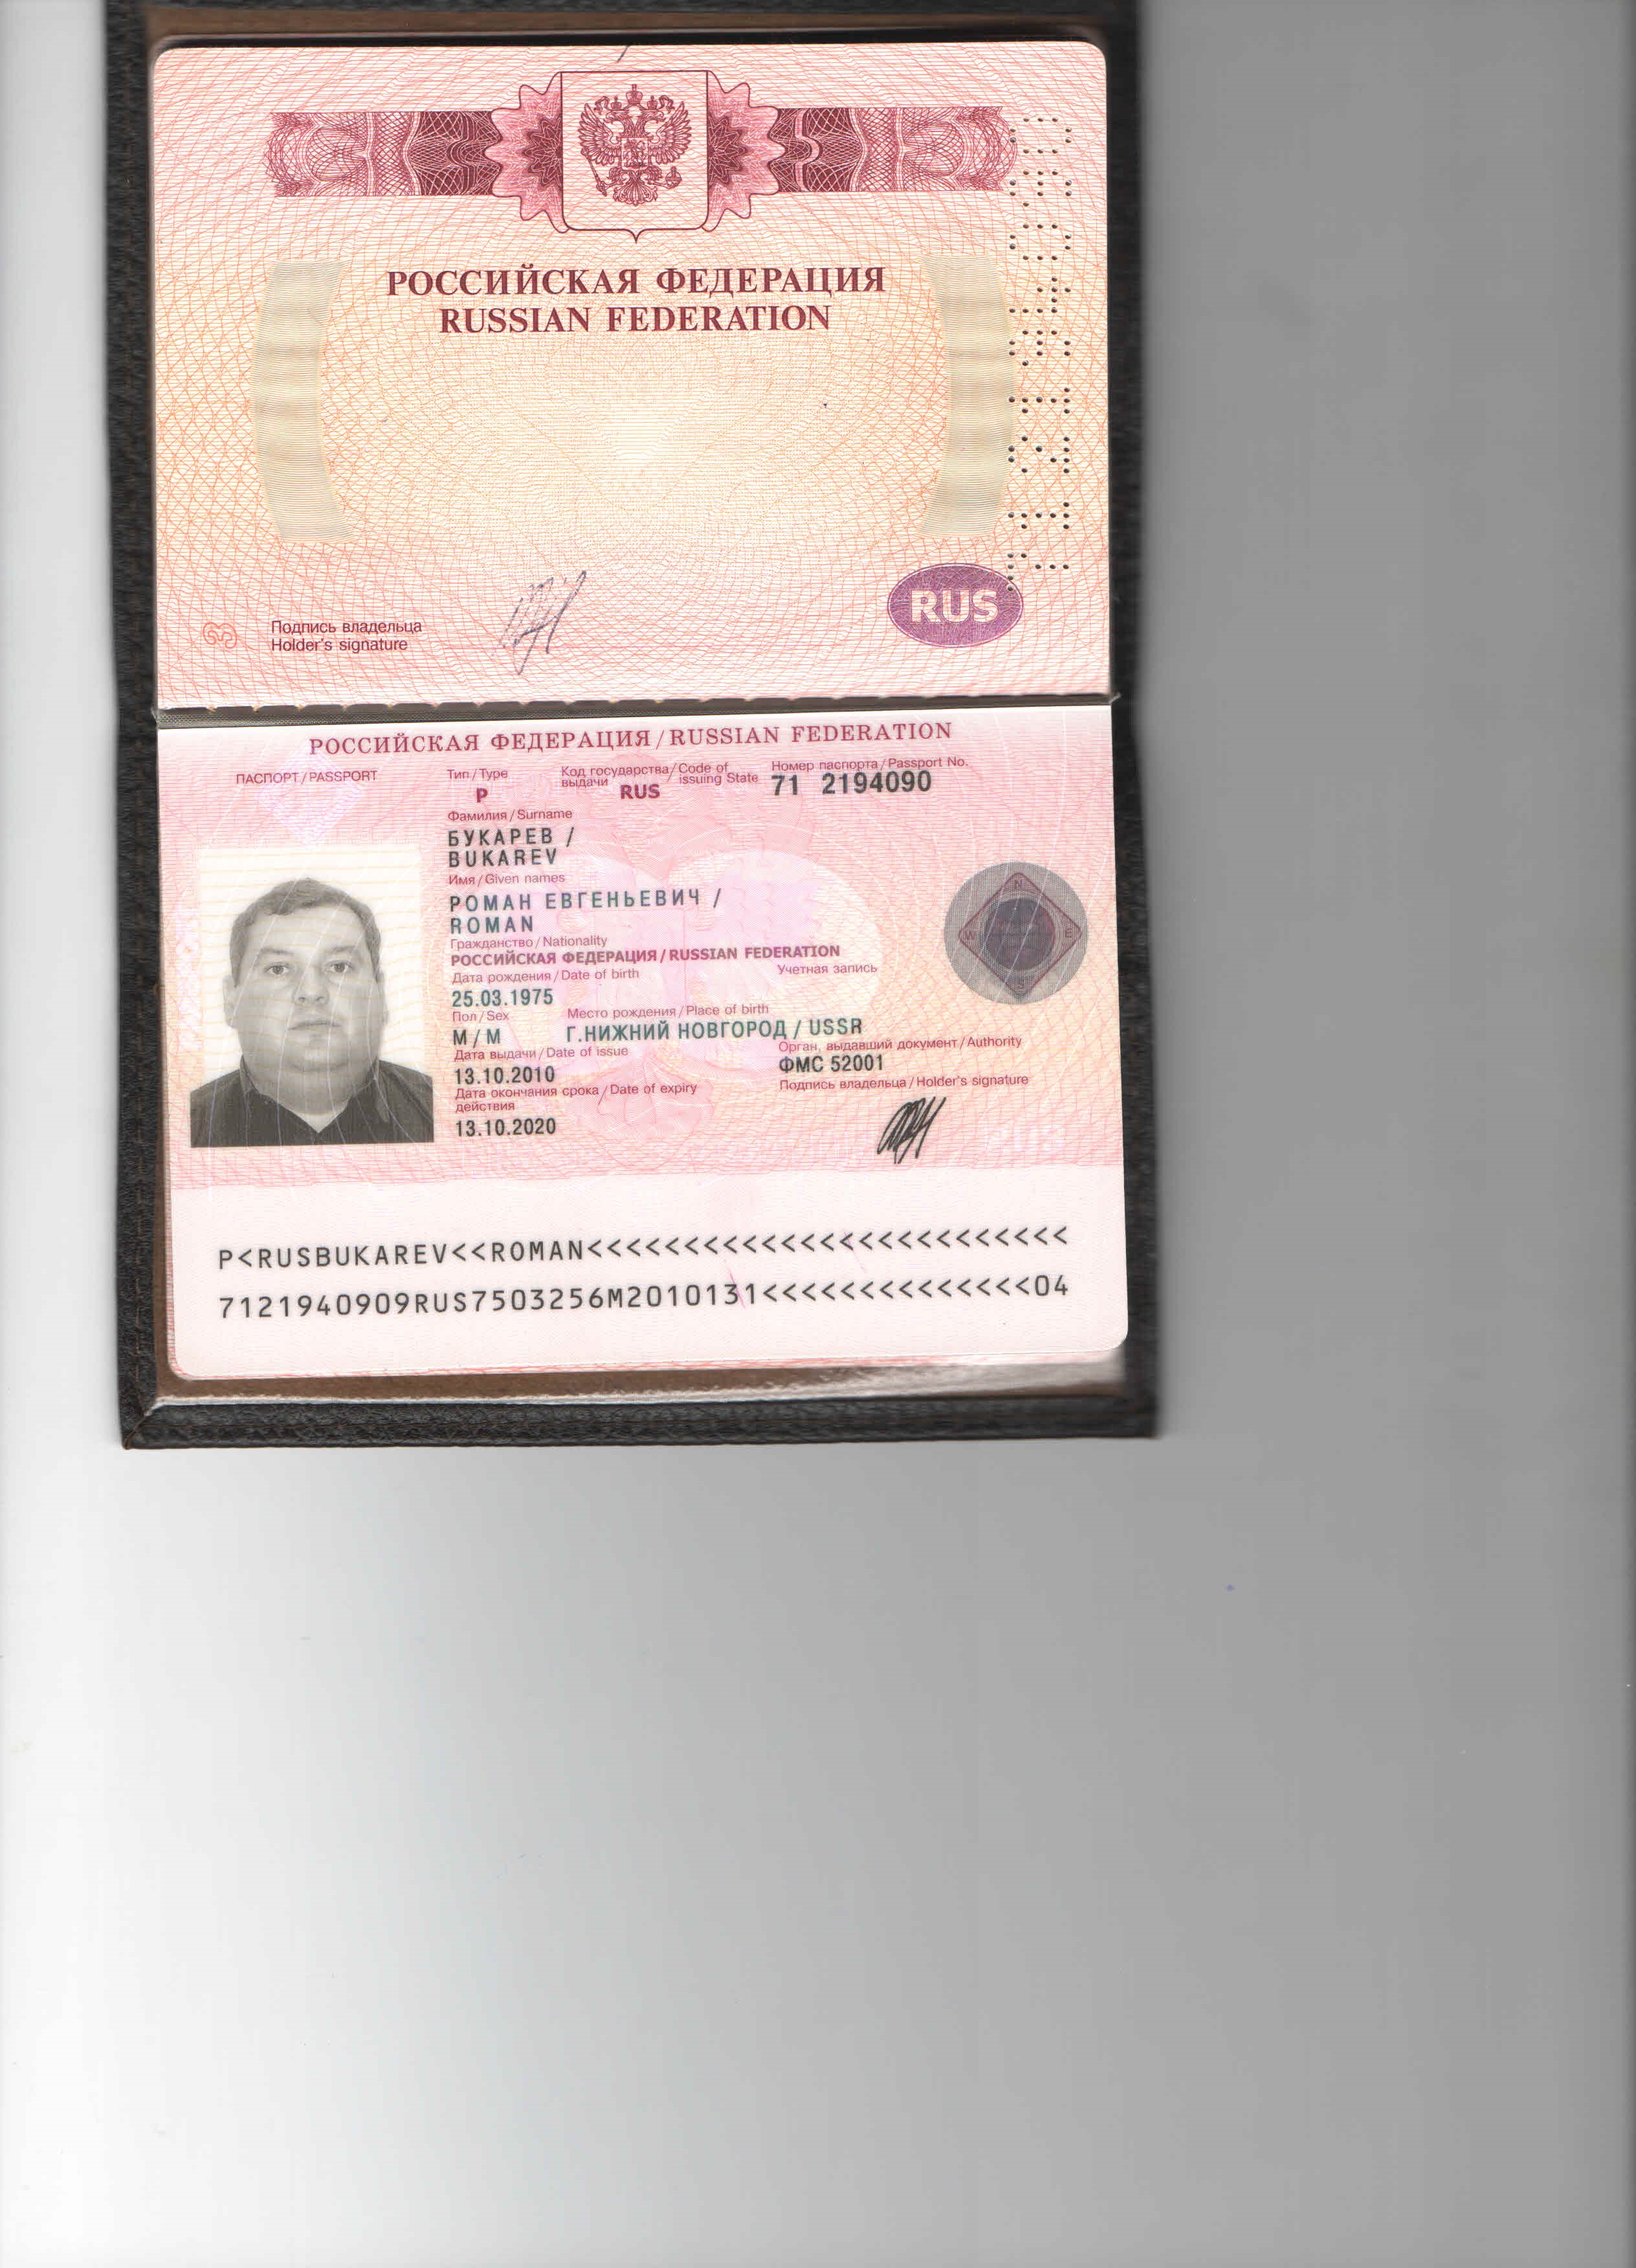 РОССИЙСКАЯ ФЕДЕРАЦИЯ
RUSSIAN FEDERATION
RUS
Подпись владельца
Holder's signature
РОССИЙСКАЯ ФЕДЕРАЦИЯ / RUSSIAN FEDERATION
ПАСПОРТ / PASSPORT
Тип / Type
P
Код государства / Code of
выдачи / issuing State
RUS
Номер паспорта / Passport No.
71 2194090
Фамилия / Surname
БУКАРЕВ /
BUKAREV
Имя / Given names
РОМАН ЕВГЕНЬЕВИЧ /
ROMAN
Гражданство / Nationality
РОССИЙСКАЯ ФЕДЕРАЦИЯ / RUSSIAN FEDERATION
Дата рождения / Date of birth
Учетная запись
25.03.1975
Пол / Sex
Место рождения / Place of birth
М / M
Г.НИЖНИЙ НОВГОРОД / USSR
Дата выдачи / Date of issue
Орган, выдавший документ / Authority
13.10.2010
ФМС 52001
Дата окончания срока / Date of expiry
действия
Подпись владельца / Holder's signature
13.10.2020
N
W E
S
P<RUSBUKAREV<<ROMAN<<<<<<<<<<<<<<<<<<<<<<<<<
7121940909RUS7503256M2010131<<<<<<<<<<<<<<04